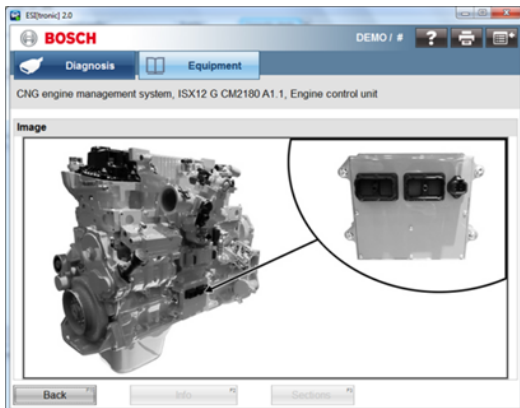 ESI[tronic] 2.0
BOSCH
DEMO / #
?
Diagnosis
Equipment
CNG engine management system, ISX12 G CM2180 A1.1, Engine control unit
Image
Back
Info
Sections